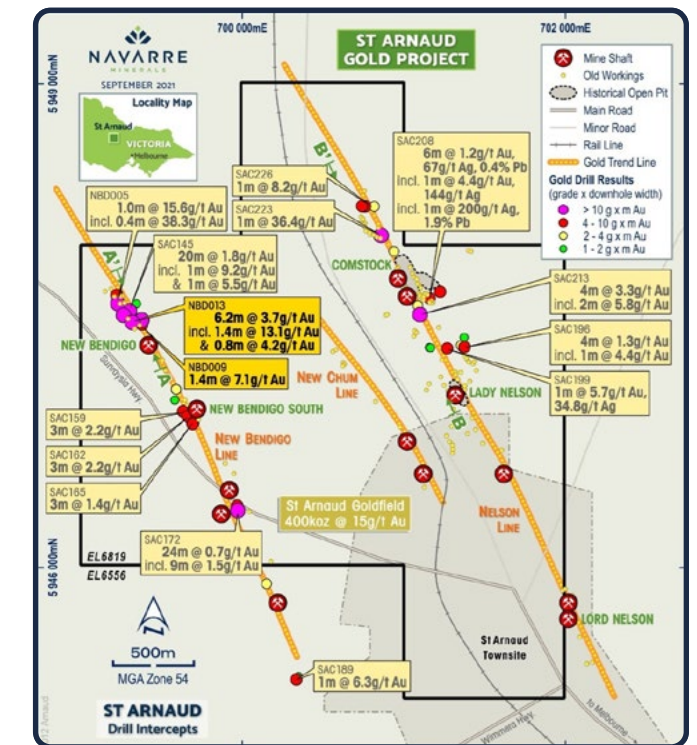 700 000mE
702 000mE
5 949 000mN
5 946 000mN
NAVARRE
MINERALS
SEPTEMBER 2021
Locality Map
St Arnaud
VICTORIA
Melbourne
ST ARNAUD
GOLD PROJECT
Mine Shaft
Old Workings
Historical Open Pit
Main Road
Minor Road
Rail Line
Gold Trend Line
Gold Drill Results
(grade x downhole width)
> 10 g x m Au
4 - 10 g x m Au
2 - 4 g x m Au
1 - 2 g x m Au
SAC208
6m @ 1.2g/t Au,
67g/t Ag, 0.4% Pb
incl. 1m @ 4.4g/t Au,
144g/t Ag
incl. 1m @ 200g/t Ag,
1.9% Pb
SAC226
1m @ 8.2g/t Au
SAC223
1m @ 36.4g/t Au
B'
NBD005
1.0m @ 15.6g/t Au
incl. 0.4m @ 38.3g/t Au
SAC145
20m @ 1.8g/t Au
incl. 1m @ 9.2g/t Au
& 1m @ 5.5g/t Au
A'
COMSTOCK
SAC213
4m @ 3.3g/t Au
incl. 2m @ 5.8g/t Au
NBD013
6.2m @ 3.7g/t Au
incl. 1.4m @ 13.1g/t Au
& 0.8m @ 4.2g/t Au
SAC196
4m @ 1.3g/t Au
incl. 1m @ 4.4g/t Au
NEW BENDIGO
NBD009
1.4m @ 7.1g/t Au
A
Sunraysia Hwy
NEW CHUM
LINE
SAC199
1m @ 5.7g/t Au,
34.8g/t Ag
LADY NELSON
B
NEW BENDIGO SOUTH
SAC159
3m @ 2.2g/t Au
SAC162
3m @ 2.2g/t Au
SAC165
3m @ 1.4g/t Au
NEW BENDIGO
LINE
St Arnaud Goldfield
400koz @ 15g/t Au
NELSON
LINE
SAC172
24m @ 0.7g/t Au
incl. 9m @ 1.5g/t Au
EL6819
EL6556
LORD NELSON
St Arnaud
Townsite
500m
MGA Zone 54
SAC189
1m @ 6.3g/t Au
ST ARNAUD
Drill Intercepts
Wimmera Hwy.
to Melbourne